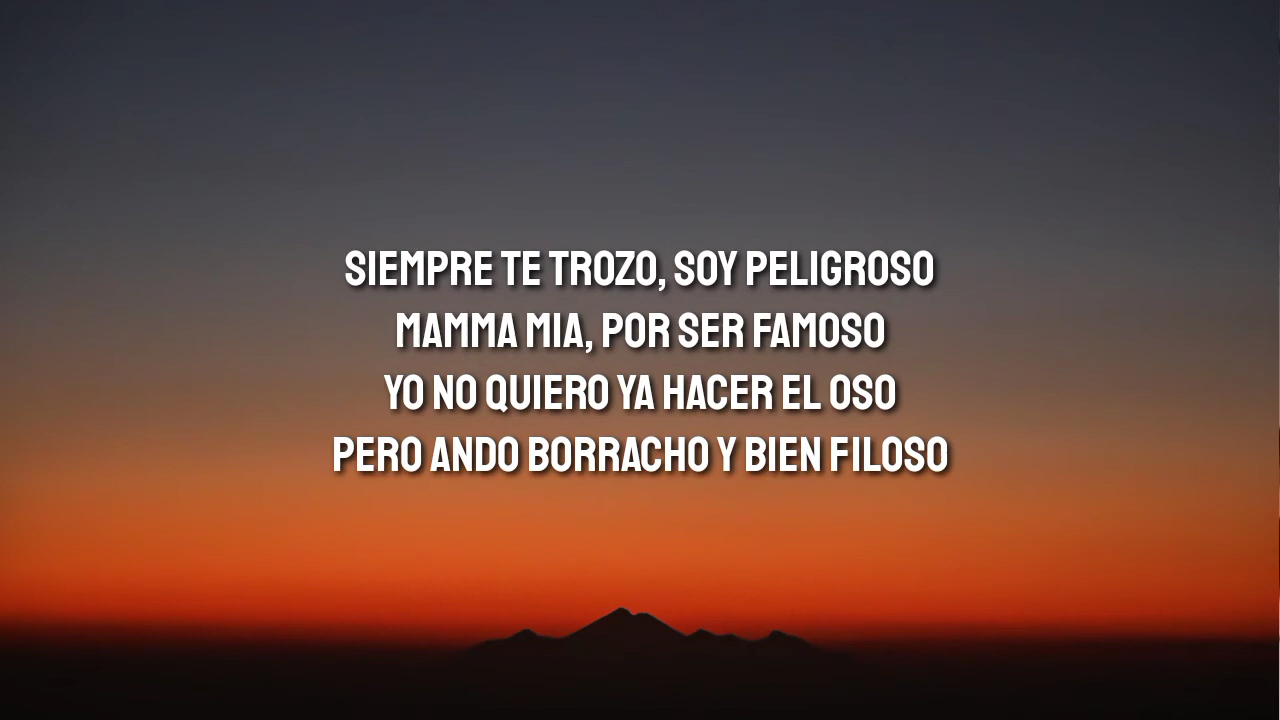 SIEMPRE TE TROZO, SOY PELIGROSO
MAMMA MIA, POR SER FAMOSO
YO NO QUIERO YA HACER EL OSO
PERO ANDO BORRACHO Y BIEN FILOSO